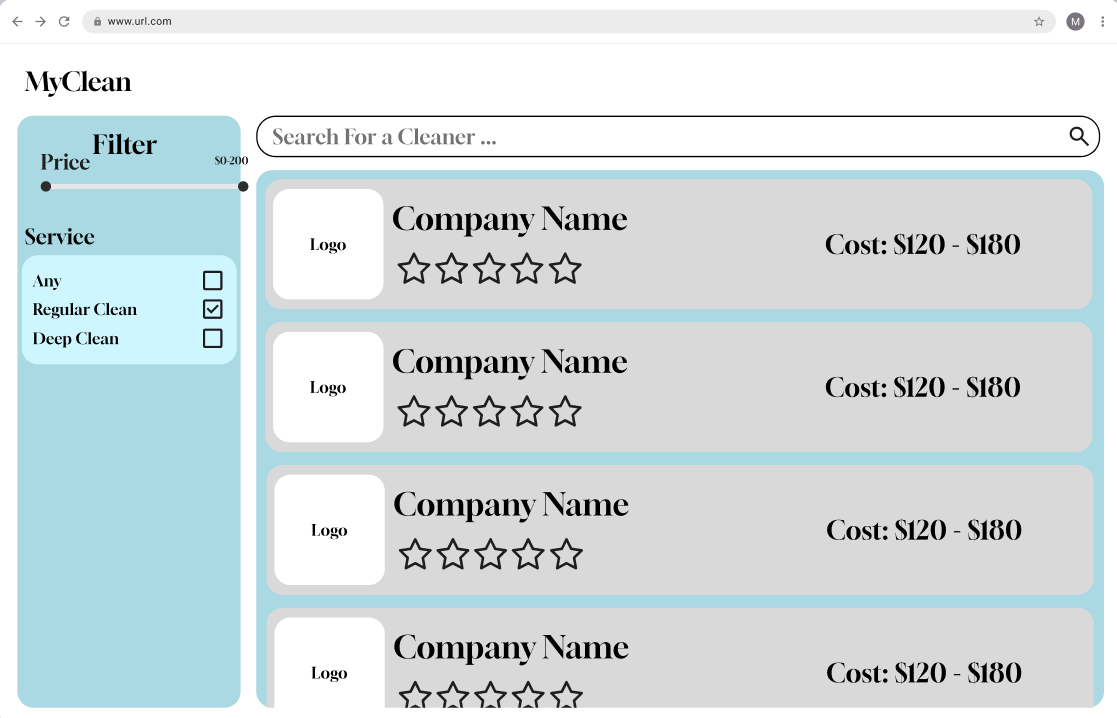 www.url.com
M
MyClean
Filter
Price
$0-200
Service
Any
Regular Clean
Deep Clean
Search For a Cleaner ...
Logo
Company Name
Cost: $120 - $180
Logo
Company Name
Cost: $120 - $180
Logo
Company Name
Cost: $120 - $180
Logo
Company Name
Cost: $120 - $180